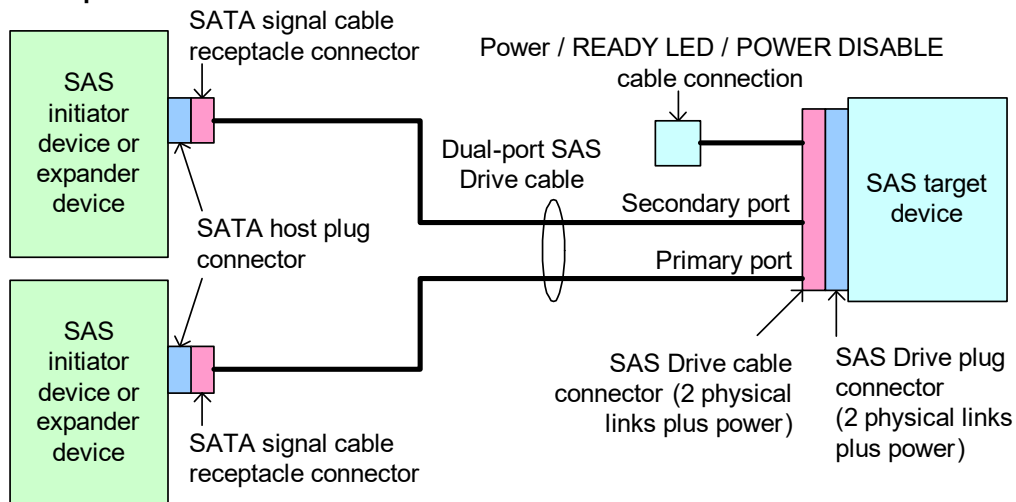 SATA signal cable
receptacle connector
SAS
initiator
device or
expander
device
Power / READY LED / POWER DISABLE
cable connection
Dual-port SAS
Drive cable
SAS target
device
Secondary port
SATA host plug
connector
Primary port
SAS
initiator
device or
expander
device
SATA signal cable
receptacle connector
SAS Drive cable
connector (2 physical
links plus power)
SAS Drive plug
connector
(2 physical links
plus power)